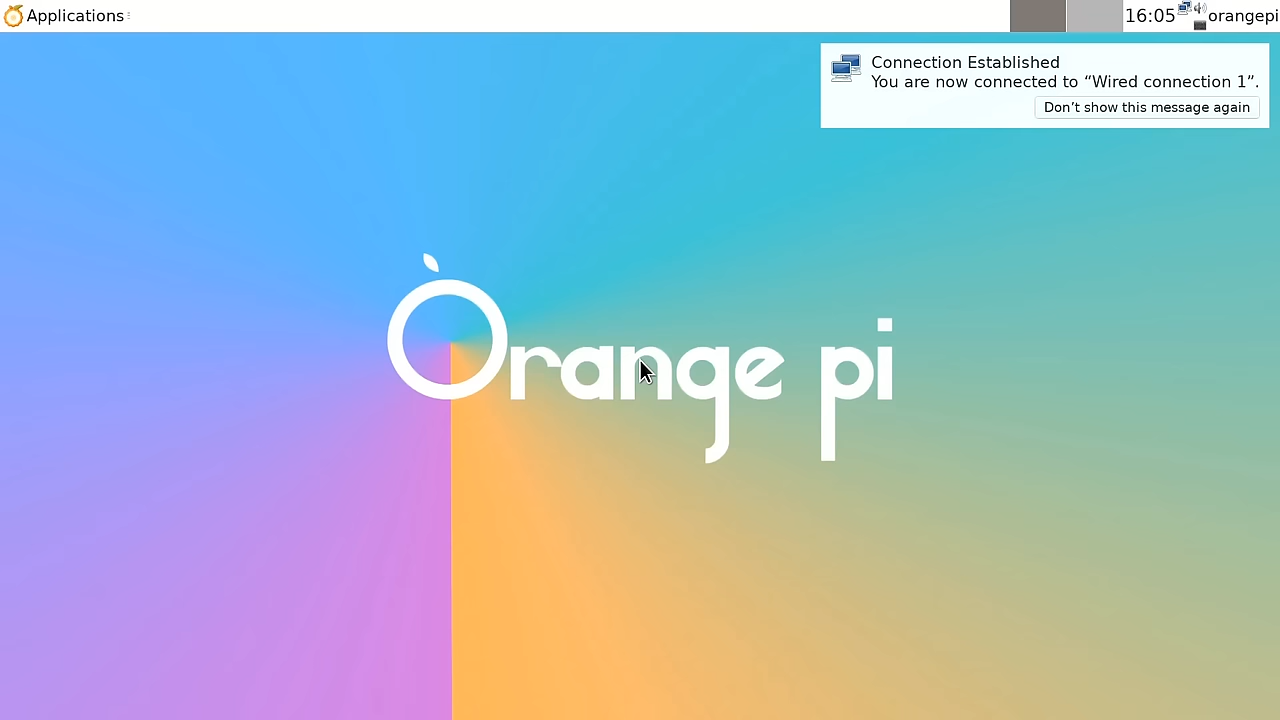 Applications
16:05
orangepi
Connection Established
You are now connected to “Wired connection 1”.
Don’t show this message again
Orange pi